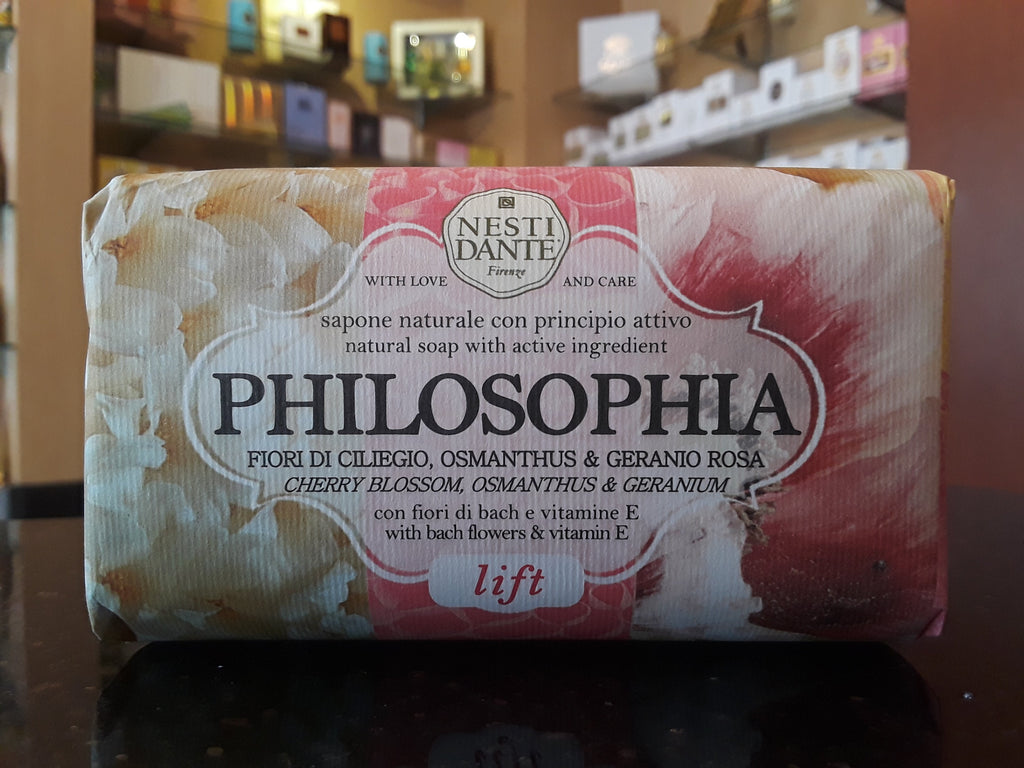 NESTI
DANTE
Firenze
WITH LOVE AND CARE
sapone naturale con principio attivo
natural soap with active ingredient
PHILOSOPHIA
FIORI DI CILIEGIO, OSMANTHUS & GERANIO ROSA
CHERRY BLOSSOM, OSMANTHUS & GERANIUM
con fiori di bach e vitamine E
with bach flowers & vitamin E
lift